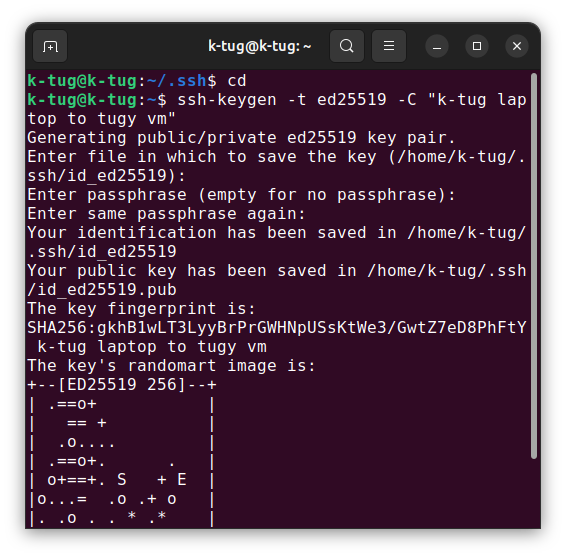 k-tug@k-tug: ~
k-tug@k-tug:~/.ssh$ cd
k-tug@k-tug:~$ ssh-keygen -t ed25519 -C "k-tug lap
top to tugy vm"
Generating public/private ed25519 key pair.
Enter file in which to save the key (/home/k-tug/.
ssh/id_ed25519):
Enter passphrase (empty for no passphrase):
Enter same passphrase again:
Your identification has been saved in /home/k-tug/
.ssh/id_ed25519
Your public key has been saved in /home/k-tug/.ssh
/id_ed25519.pub
The key fingerprint is:
SHA256:gkhB1wLT3LyyBrPrGWHNpUSsKtWe3/GwtZ7eD8PhFtY
 k-tug laptop to tugy vm
The key's randomart image is:
+--[ED25519 256]--+
| .==o+           |
|   == +          |
|  .o....         |
| .==o+.      .   |
| o+==+. S   + E  |
|o...=  .o .+ o   |
|. .o . . * .*    |